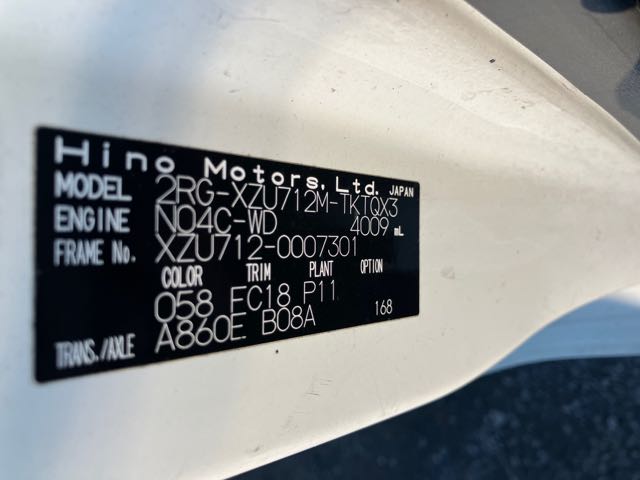 Hino Motors, Ltd. JAPAN
MODEL 2RG-XZU712M-TKTQX3
ENGINE N04C-WD 4009 mL
FRAME No. XZU712-0007301
COLOR TRIM PLANT OPTION
058 FC18 P11
168
TRANS./AXLE A860E B08A